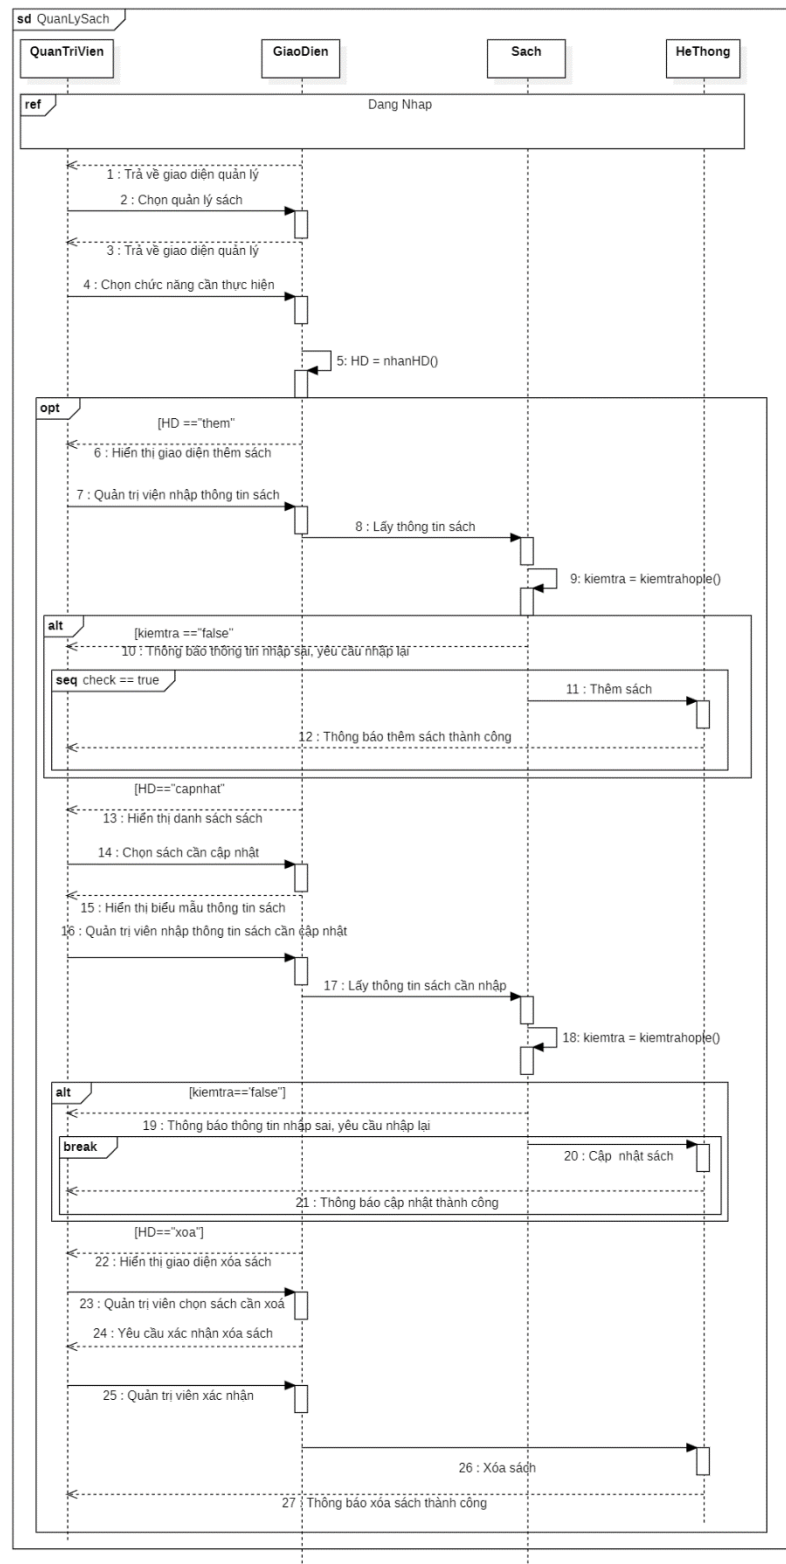 sd QuanLySach
QuanTriVien
GiaoDien
Sach
HeThong
ref
Dang Nhap
1 : Trả về giao diện quản lý
2 : Chọn quản lý sách
3 : Trả về giao diện quản lý
4 : Chọn chức năng cần thực hiện
5: HD = nhanHD()
opt
[HD =="them"
6 : Hiển thị giao diện thêm sách
7 : Quản trị viện nhập thông tin sách
8 : Lấy thông tin sách
9: kiemtra = kiemtrahople()
alt
[kiemtra =="false"
10 : Thông báo thông tin nhập sai, yêu cầu nhập lại
seq check == true
11 : Thêm sách
12 : Thông báo thêm sách thành công
[HD=="capnhat"
13 : Hiển thị danh sách sách
14 : Chọn sách cần cập nhật
15 : Hiển thị biểu mẫu thông tin sách
16 : Quản trị viên nhập thông tin sách cần cập nhật
17 : Lấy thông tin sách cần nhập
18: kiemtra = kiemtrahople()
alt
[kiemtra=='false"]
19 : Thông báo thông tin nhập sai, yêu cầu nhập lại
break
20 : Cập  nhật sách
21 : Thông báo cập nhật thành công
[HD=="xoa"]
22 : Hiển thị giao diện xóa sách
23 : Quản trị viên chọn sách cần xoá
24 : Yêu cầu xác nhận xóa sách
25 : Quản trị viên xác nhận
26 : Xóa sách
27 : Thông báo xóa sách thành công